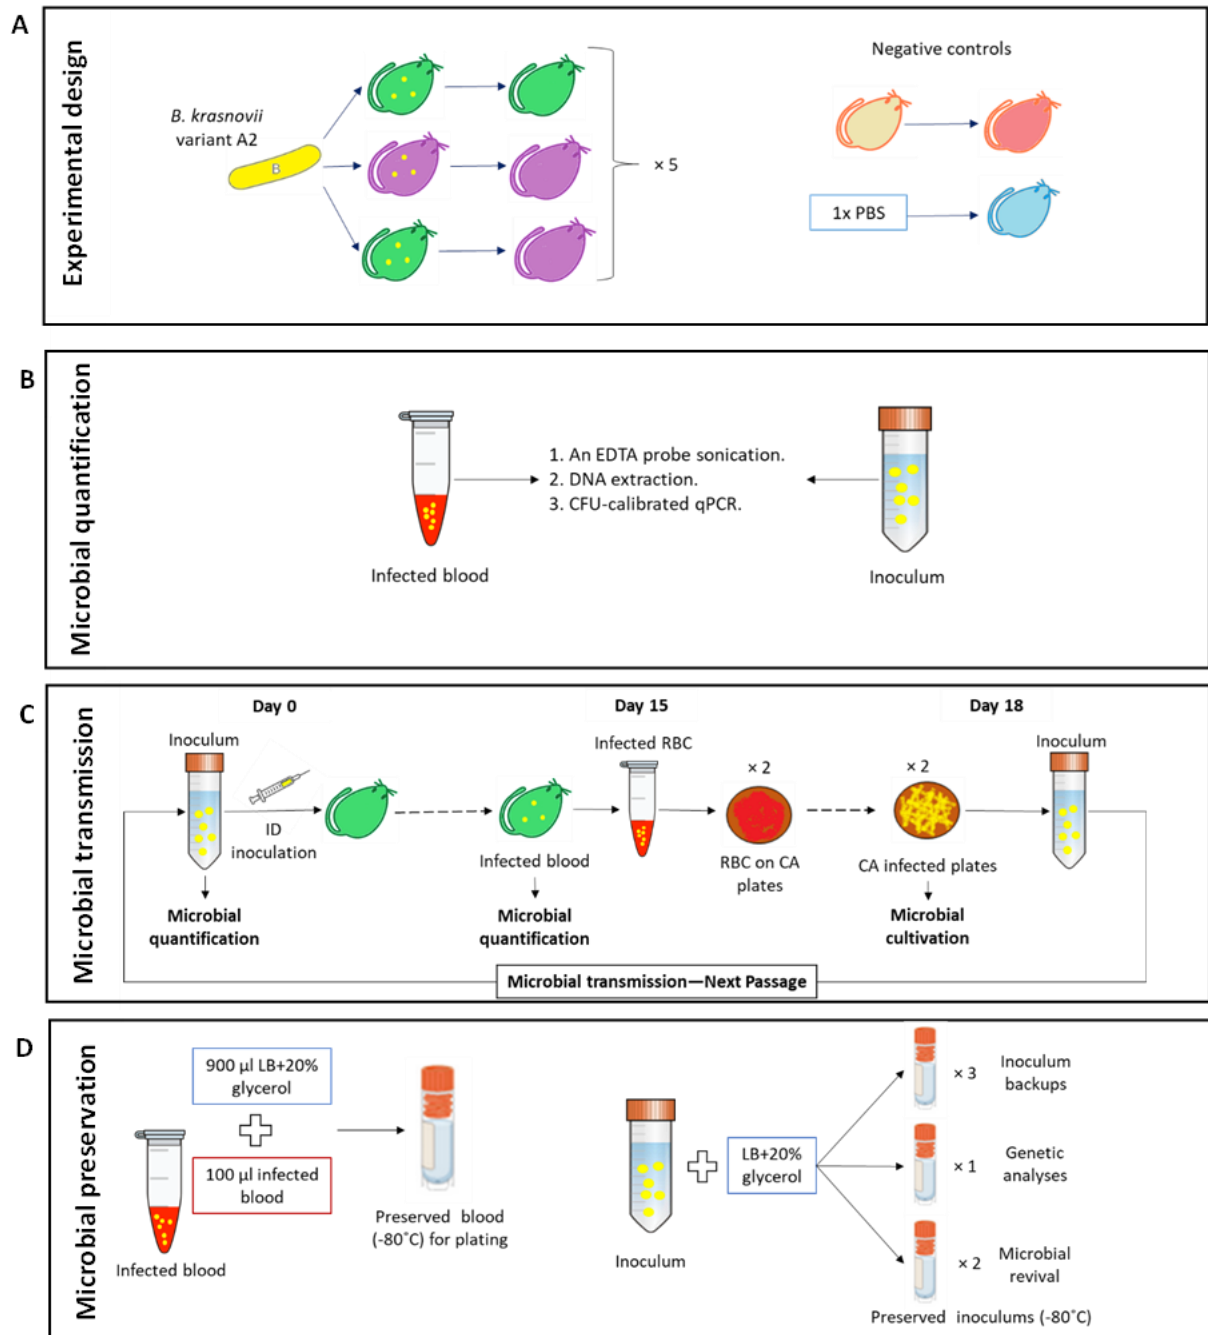 A
Experimental design
B. krasnovii
variant A2
B
× 5
Negative controls
1x PBS
B
Microbial quantification
1. An EDTA probe sonication.
2. DNA extraction.
3. CFU-calibrated qPCR.
Infected blood
Inoculum
C
Microbial transmission
Day 0
Day 15
Day 18
Inoculum
ID
inoculation
Infected RBC
× 2
× 2
Inoculum
Infected blood
RBC on CA
plates
CA infected plates
Microbial
quantification
Microbial
quantification
Microbial
cultivation
Microbial transmission—Next Passage
D
Microbial preservation
900 µl LB+20%
glycerol
100 µl infected
blood
Infected blood
Preserved blood
(-80˚C) for plating
Inoculum
LB+20%
glycerol
× 3
Inoculum
backups
× 1
Genetic
analyses
× 2
Microbial
revival
Preserved inoculums (-80˚C)